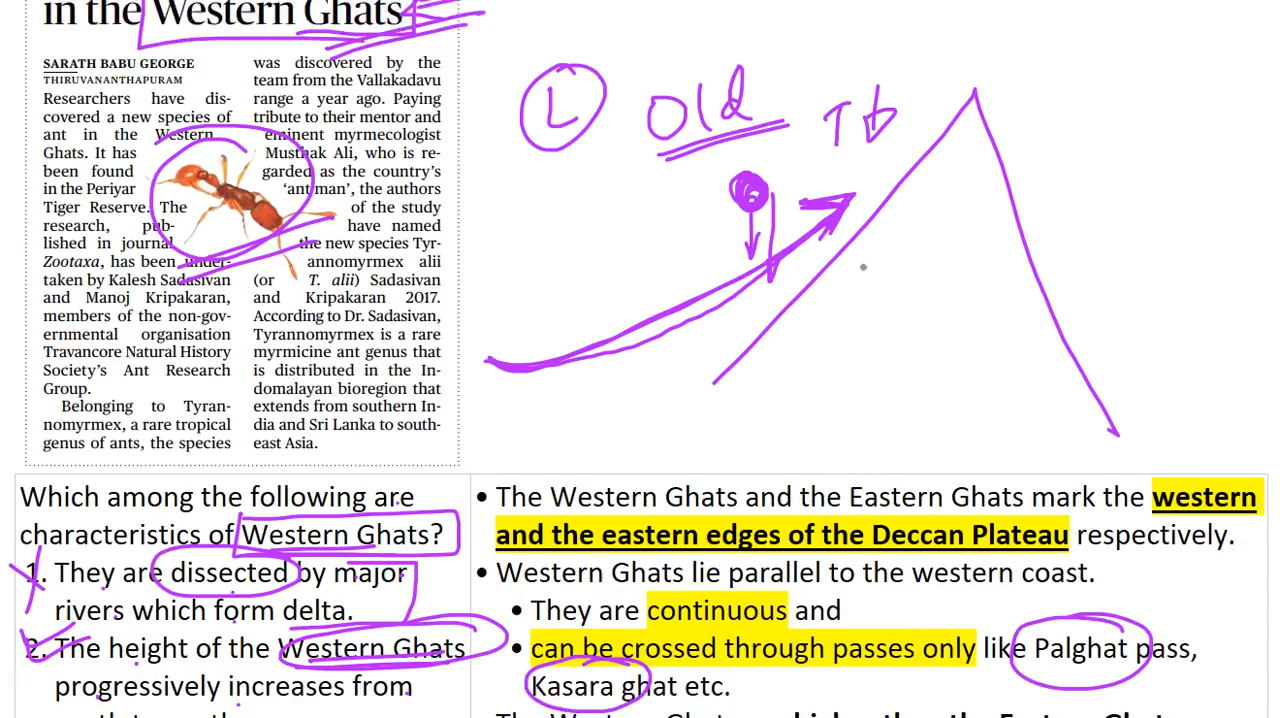 in the Western Ghats
SARATH BABU GEORGE
THIRUVANANTHAPURAM
Researchers have dis-
covered a new species of
ant in the Western
Ghats. It has
been found
in the Periyar
Tiger Reserve. The
research, pub-
lished in journal
Zootaxa, has been under-
taken by Kalesh Sadasivan
and Manoj Kripakaran,
members of the non-gov-
ernmental organisation
Travancore Natural History
Society's Ant Research
Group.
Belonging to Tyran-
nomyrmex, a rare tropical
genus of ants, the species
was discovered by the
team from the Vallakadavu
range a year ago. Paying
tribute to their mentor and
eminent myrmecologist
Musthak Ali, who is re-
garded as the country's
'ant man', the authors
of the study
have named
the new species Tyr-
annomyrmex alii
(or T. alii) Sadasivan
and Kripakaran 2017.
According to Dr. Sadasivan,
Tyrannomyrmex is a rare
myrmicine ant genus that
is distributed in the In-
domalayan bioregion that
extends from southern In-
dia and Sri Lanka to south-
east Asia.
L Old
Which among the following are
characteristics of Western Ghats?
1. They are dissected by major
rivers which form delta.
2. The height of the Western Ghats
progressively increases from
• The Western Ghats and the Eastern Ghats mark the western
and the eastern edges of the Deccan Plateau respectively.
• Western Ghats lie parallel to the western coast.
• They are continuous and
• can be crossed through passes only like Palghat pass,
Kasara ghat etc.